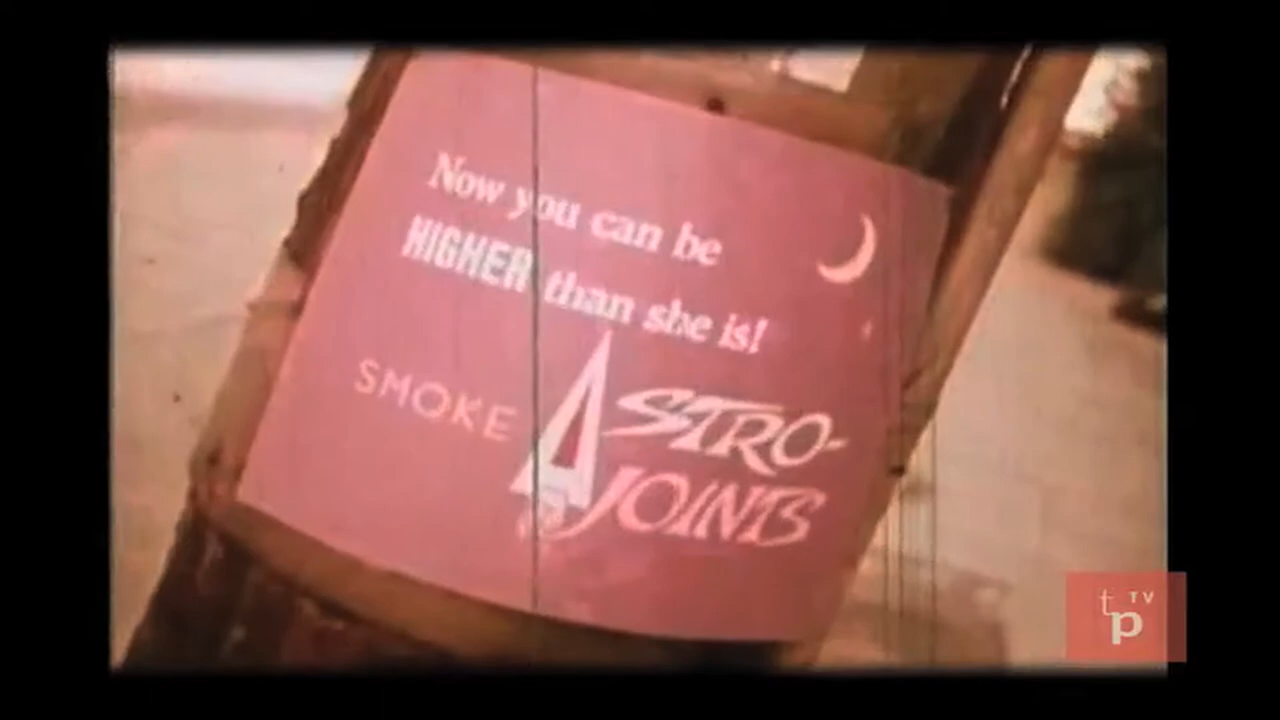 Now you can be
HIGHER than she is!
SMOKE ASTRO-
JOINTS
tp TV